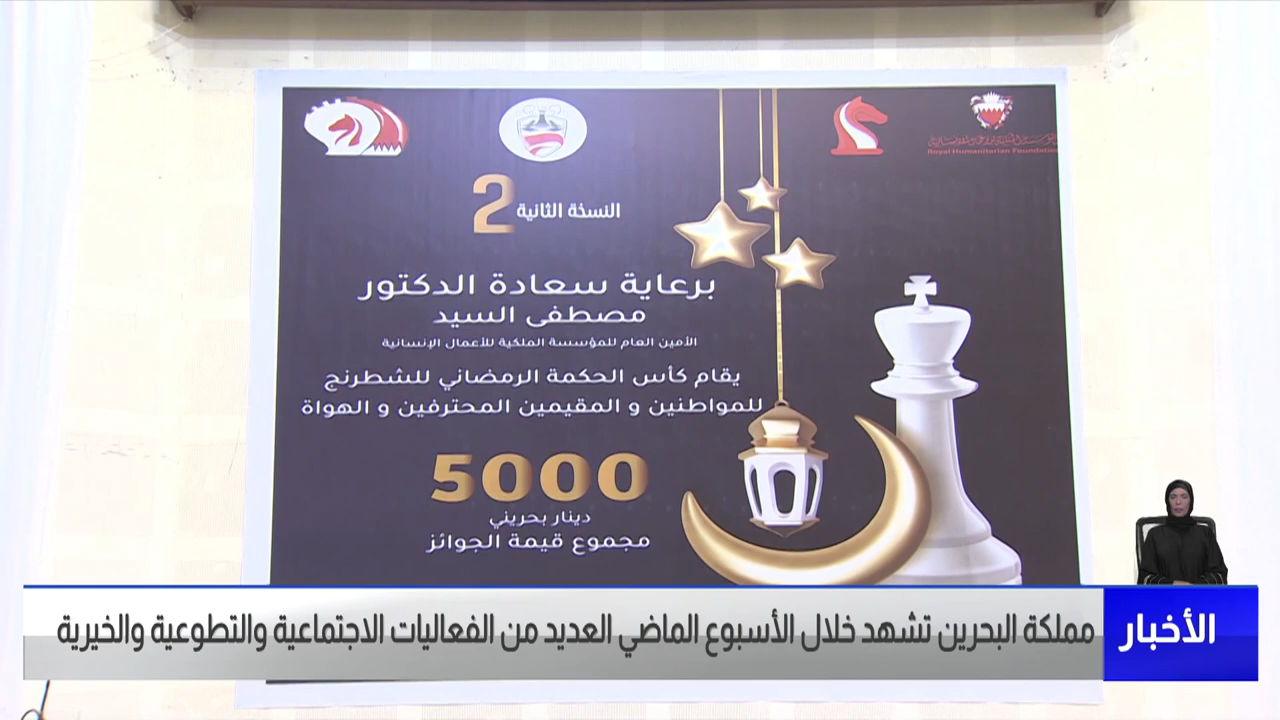 Royal Humanitarian Foundation
النسخة الثانية 2
برعاية سعادة الدكتور
مصطفى السيد
الأمين العام للمؤسسة الملكية للأعمال الإنسانية
يقام كأس الحكمة الرمضاني للشطرنج
للمواطنين و المقيمين المحترفين و الهواة
5000
دينار بحريني
مجموع قيمة الجوائز
الأخبار
مملكة البحرين تشهد خلال الأسبوع الماضي العديد من الفعاليات الاجتماعية والتطوعية والخيرية